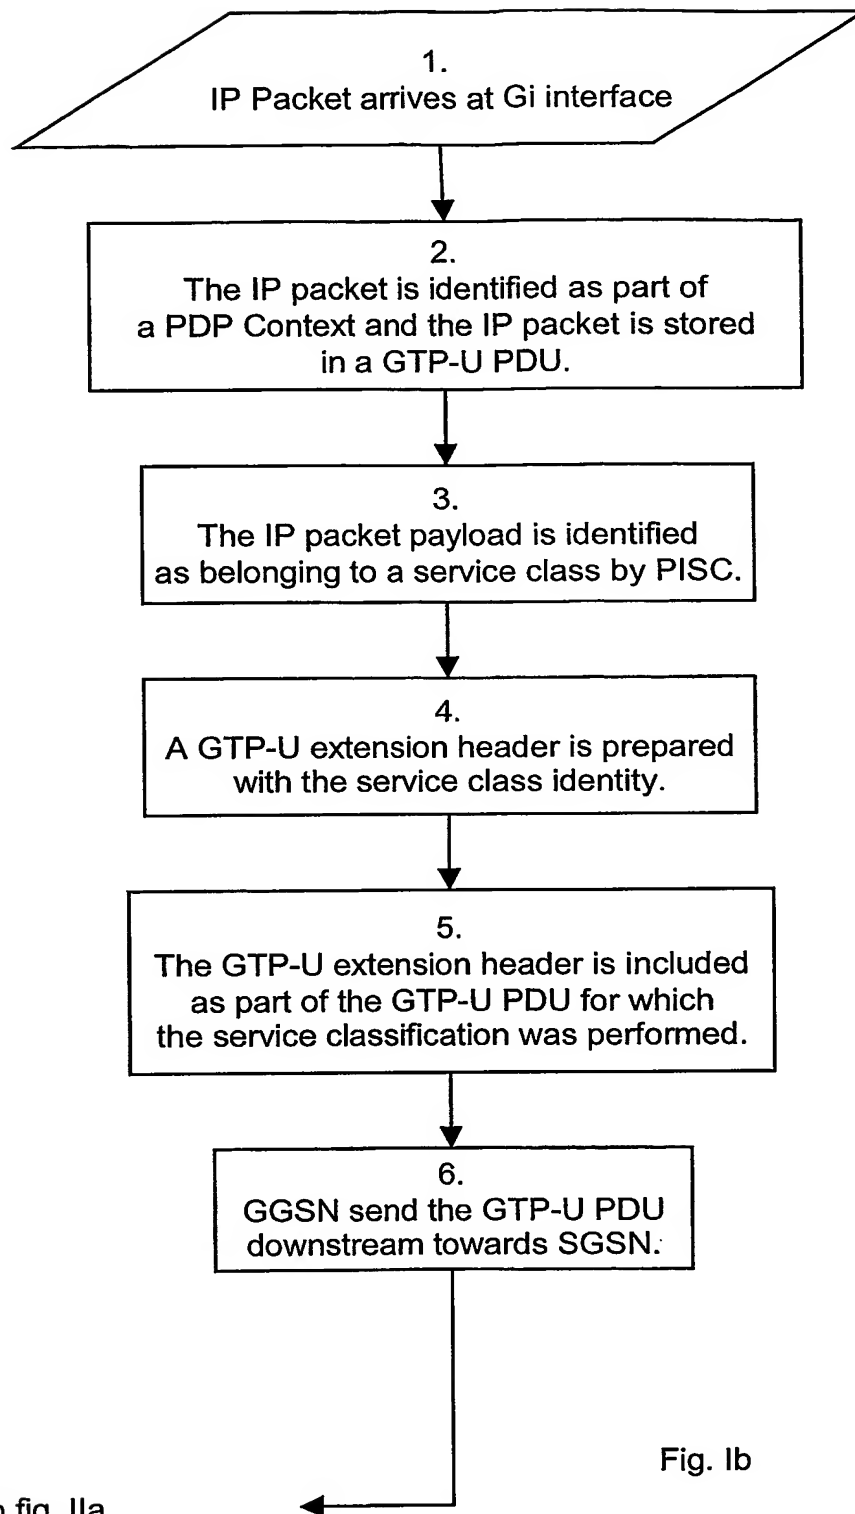 1.
IP Packet arrives at Gi interface
2.
The IP packet is identified as part of
a PDP Context and the IP packet is stored
in a GTP-U PDU.
3.
The IP packet payload is identified
as belonging to a service class by PISC.
4.
A GTP-U extension header is prepared
with the service class identity.
5.
The GTP-U extension header is included
as part of the GTP-U PDU for which
the service classification was performed.
6.
GGSN send the GTP-U PDU
downstream towards SGSN.
Fig. Ib
fig. IIa